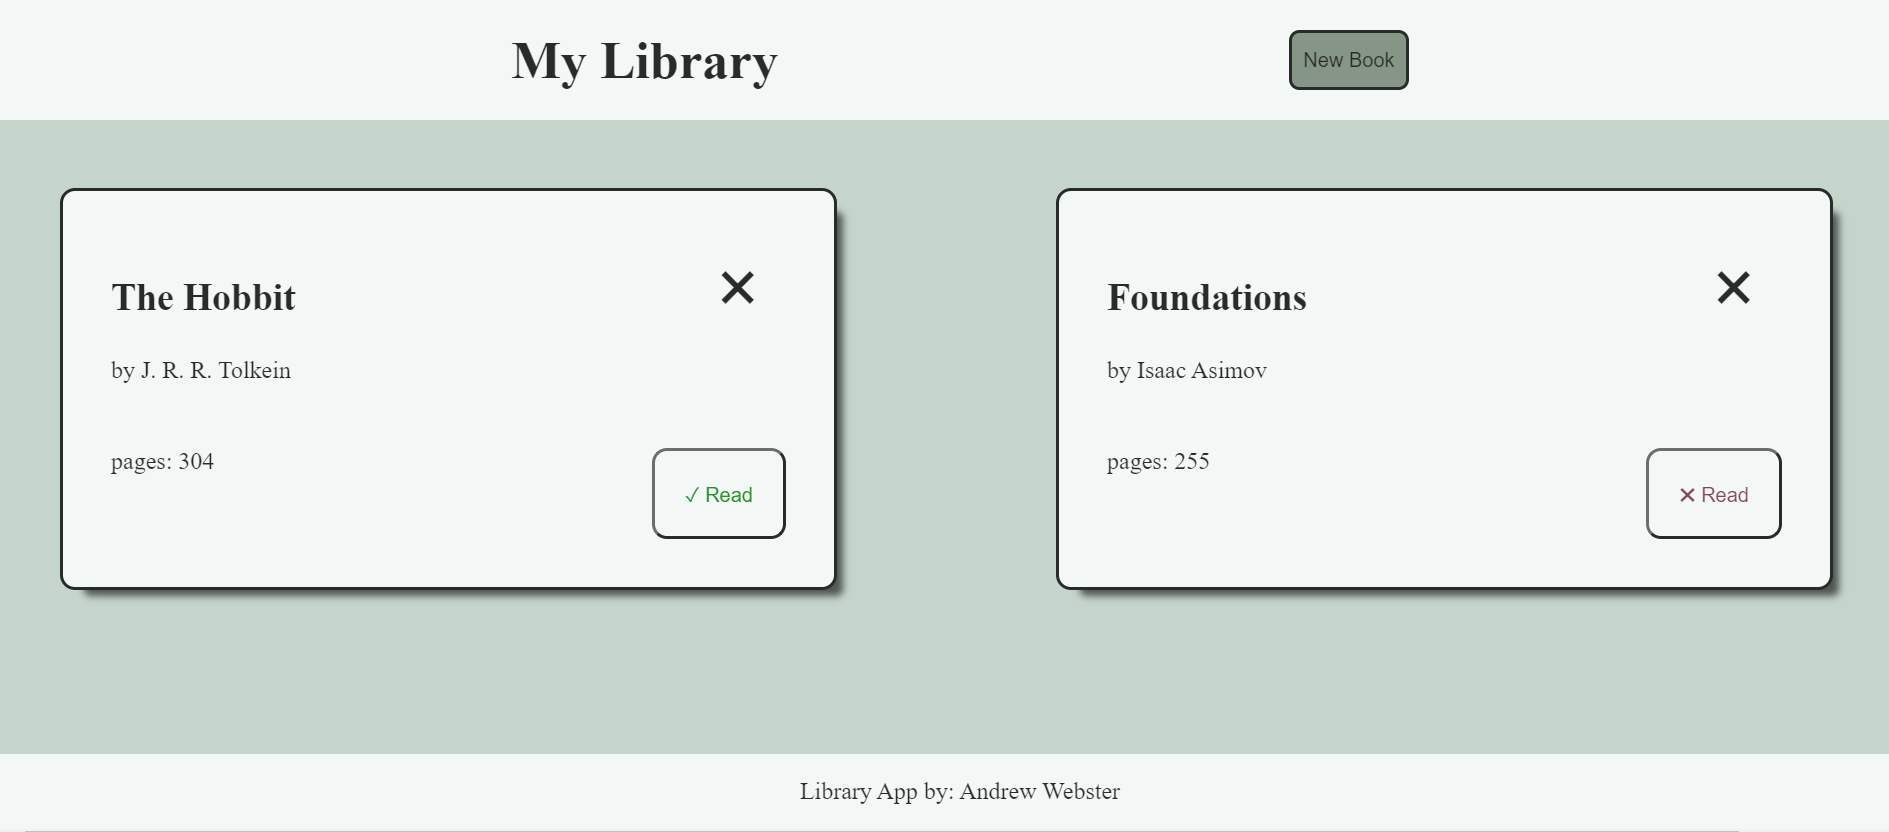 My Library
New Book
The Hobbit
✕
by J. R. R. Tolkein
pages: 304
✓ Read
Foundations
✕
by Isaac Asimov
pages: 255
✕ Read
Library App by: Andrew Webster